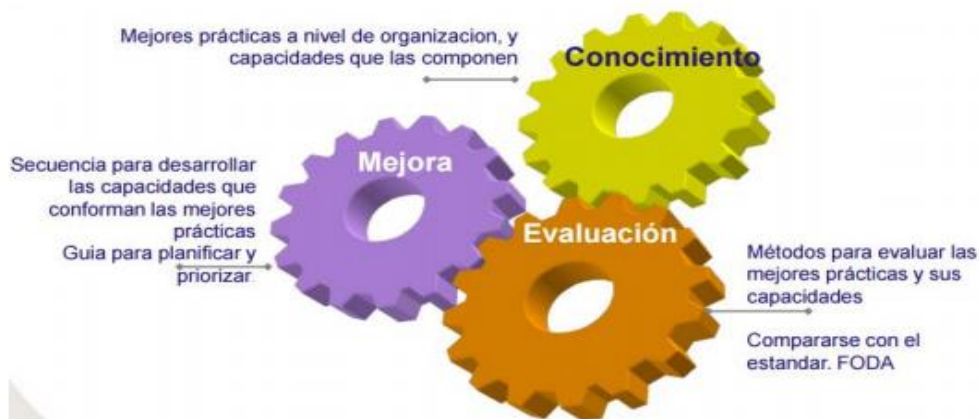 Mejores prácticas a nivel de organizacion, y
capacidades que las componen
Conocimiento
Mejora
Secuencia para desarrollar
las capacidades que
conforman las mejores
prácticas
Guia para planificar y
priorizar
Evaluación
Métodos para evaluar las
mejores prácticas y sus
capacidades
Compararse con el
estandar. FODA